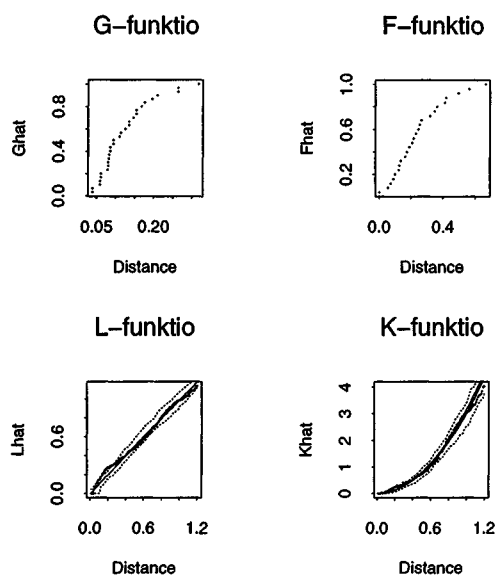 G-funktio
F-funktio
Ghat
0.0 0.4 0.8
0.05 0.20
Distance
Fhat
0.2 0.6 1.0
0.0 0.4
Distance
L-funktio
K-funktio
Lhat
0.0 0.6
0.0 0.6 1.2
Distance
Khat
0 1 2 3 4
0.0 0.6 1.2
Distance